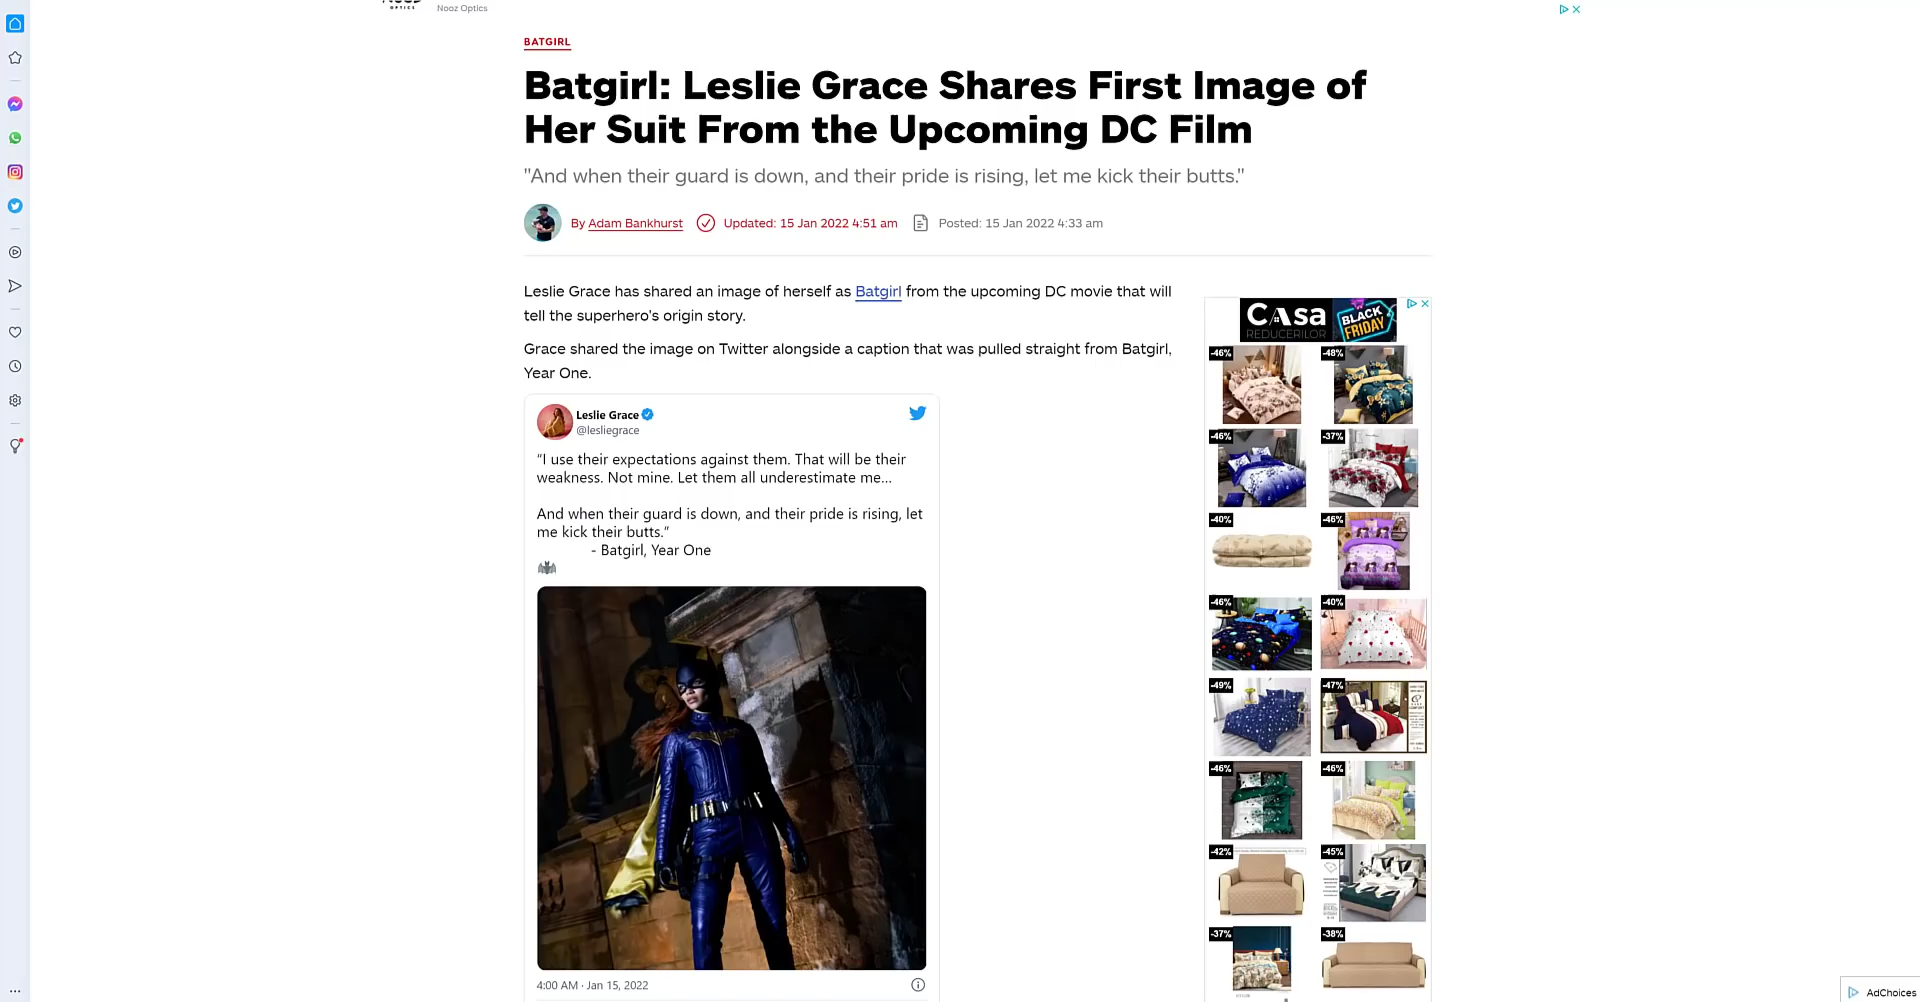 Nooz Optics
BATGIRL
Batgirl: Leslie Grace Shares First Image of
Her Suit From the Upcoming DC Film
"And when their guard is down, and their pride is rising, let me kick their butts."
By Adam Bankhurst Updated: 15 Jan 2022 4:51 am Posted: 15 Jan 2022 4:33 am
Leslie Grace has shared an image of herself as Batgirl from the upcoming DC movie that will
tell the superhero's origin story.
Grace shared the image on Twitter alongside a caption that was pulled straight from Batgirl,
Year One.
Leslie Grace
@lesliegrace
“I use their expectations against them. That will be their
weakness. Not mine. Let them all underestimate me...
And when their guard is down, and their pride is rising, let
me kick their butts.”
- Batgirl, Year One
4:00 AM · Jan 15, 2022
CASA
REDUCERILOR
BLACK
FRIDAY
-46% -48%
-46% -37%
-40% -46%
-46% -40%
-49% -47%
-46% -46%
-42% -45%
-37% -38%
AdChoices